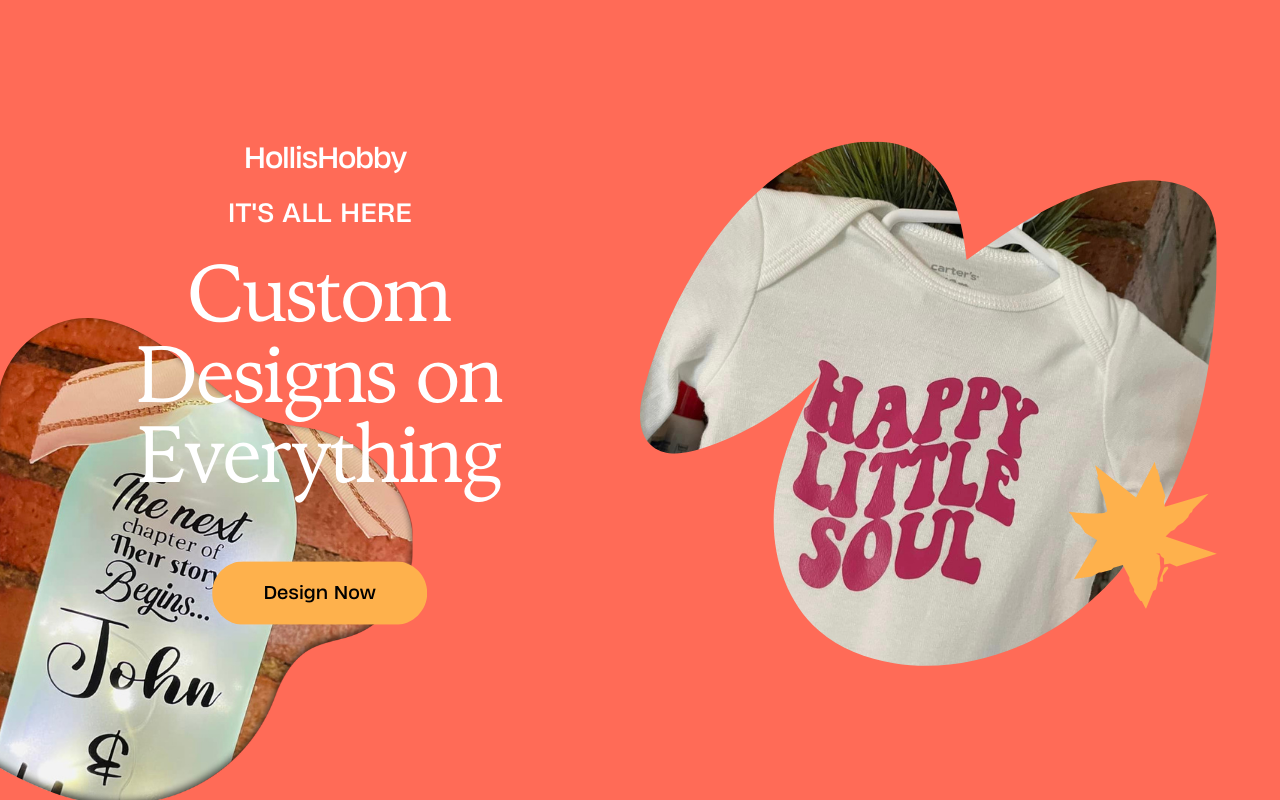 HollisHobby
IT'S ALL HERE
Custom
Designs on
Everything
Design Now
The next
chapter of
Their story
Begins...
John
&
carter's
HAPPY
LITTLE
SOUL